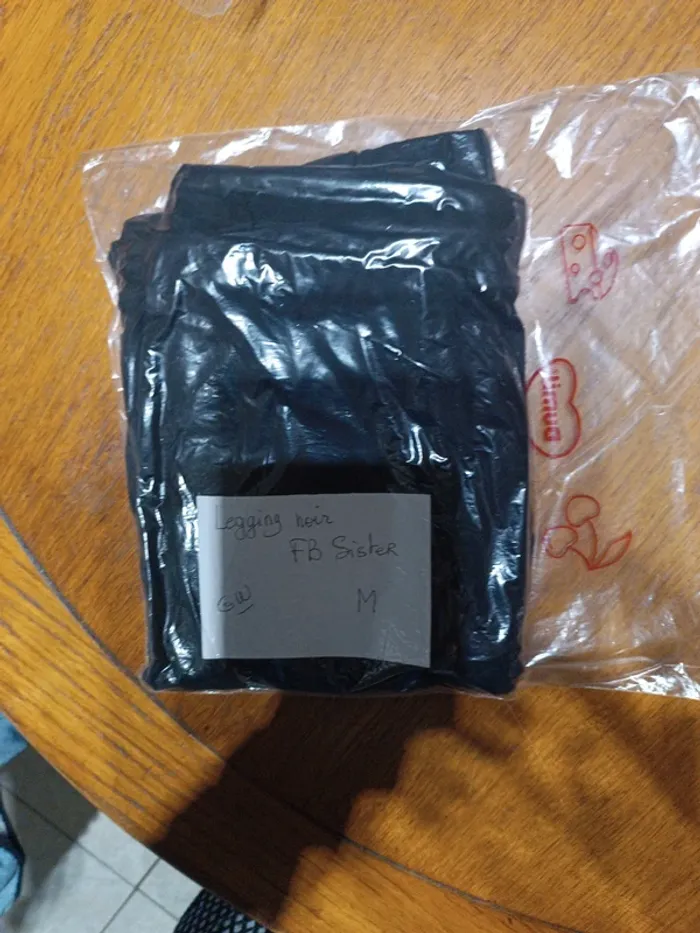 Legging noir
FB Sister
GW M